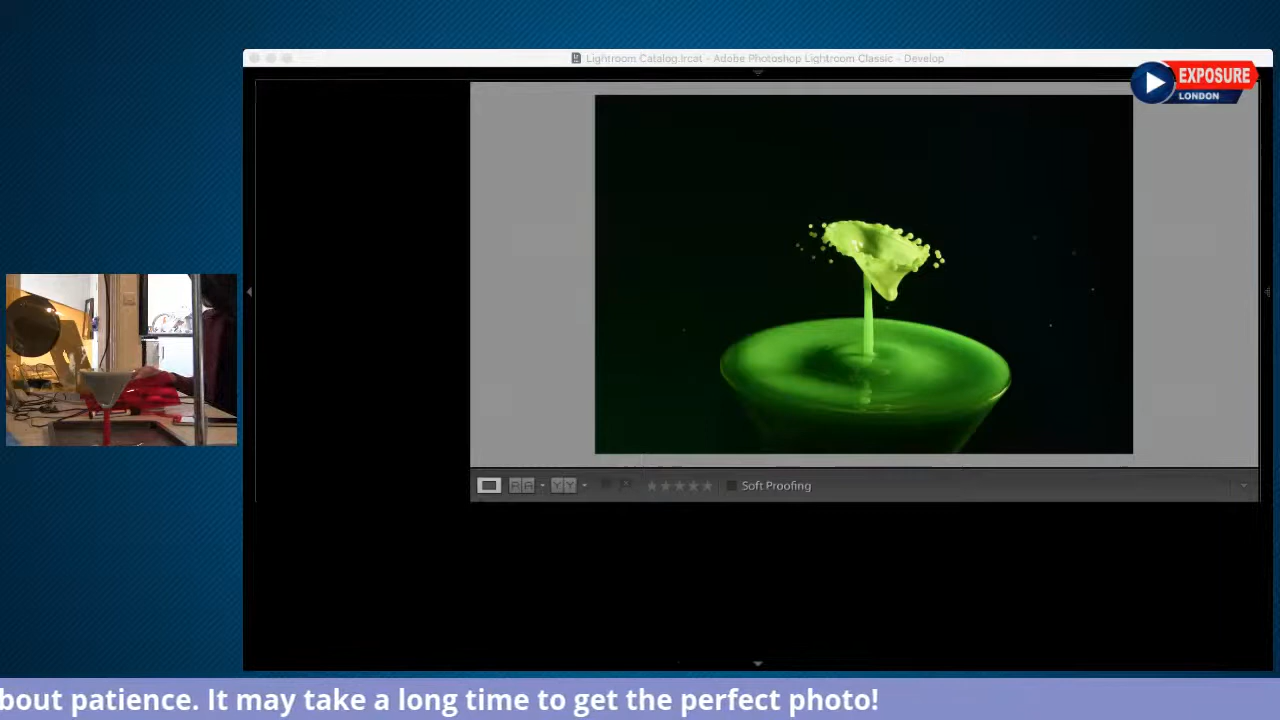 Lightroom Catalog.lrcat - Adobe Photoshop Lightroom Classic - Develop
EXPOSURE
LONDON
Soft Proofing
bout patience. It may take a long time to get the perfect photo!